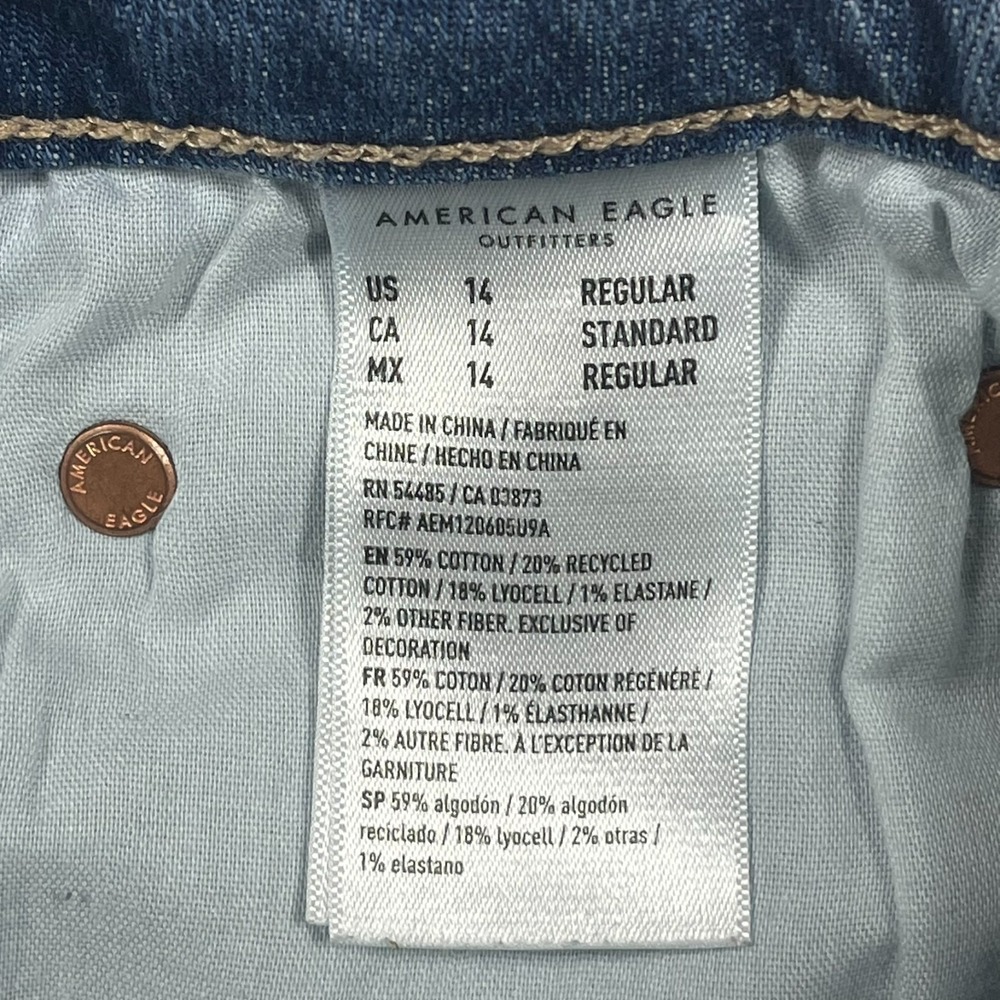 AMERICAN EAGLE
OUTFITTERS
US 14 REGULAR
CA 14 STANDARD
MX 14 REGULAR
MADE IN CHINA / FABRIQUÉ EN
CHINE / HECHO EN CHINA
RN 54485 / CA 03873
RFC# AEM120605U9A
EN 59% COTTON / 20% RECYCLED
COTTON / 18% LYOCELL / 1% ELASTANE /
2% OTHER FIBER. EXCLUSIVE OF
DECORATION
FR 59% COTON / 20% COTON RÉGÉNÉRÉ /
18% LYOCELL / 1% ÉLASTHANNE /
2% AUTRE FIBRE. À L'EXCEPTION DE LA
GARNITURE
SP 59% algodón / 20% algodón
reciclado / 18% lyocell / 2% otras /
1% elastano
AMERICAN
EAGLE